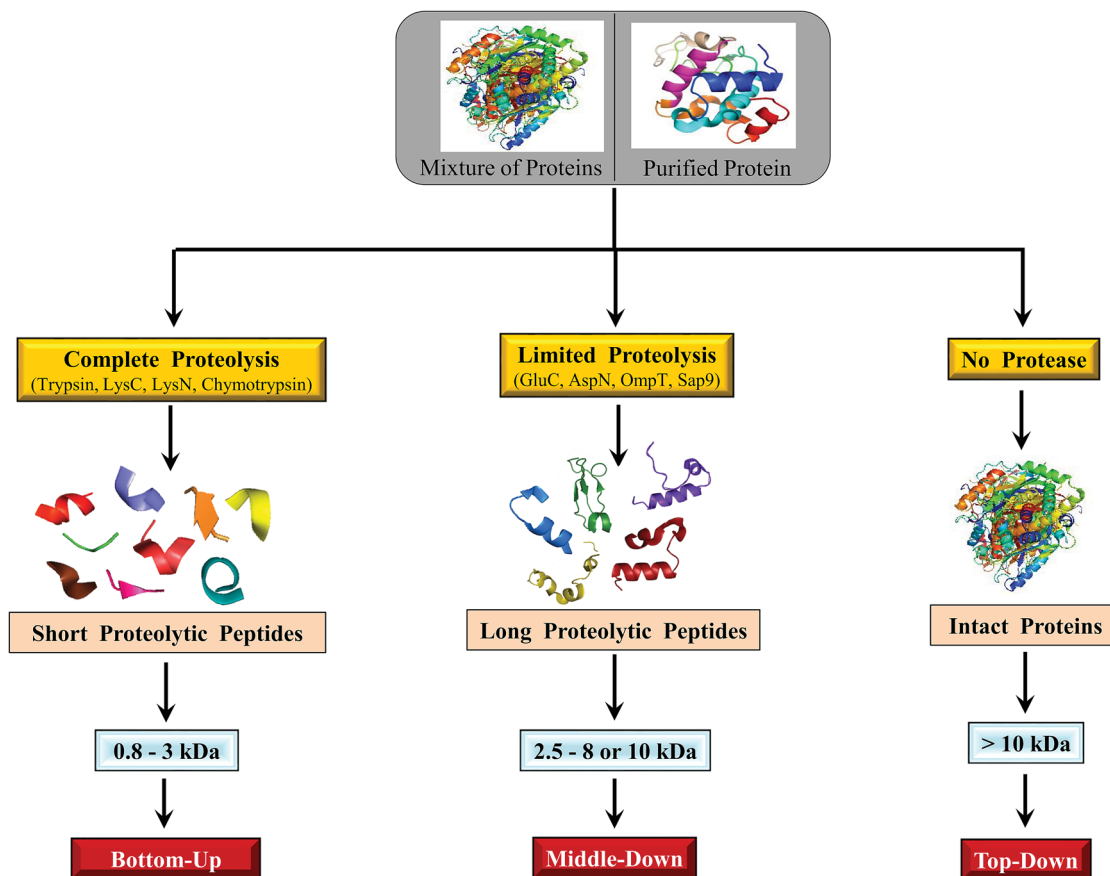 Mixture of Proteins
Purified Protein
Complete Proteolysis
(Trypsin, LysC, LysN, Chymotrypsin)
Limited Proteolysis
(GluC, AspN, OmpT, Sap9)
No Protease
Short Proteolytic Peptides
Long Proteolytic Peptides
Intact Proteins
0.8 - 3 kDa
2.5 - 8 or 10 kDa
> 10 kDa
Bottom-Up
Middle-Down
Top-Down